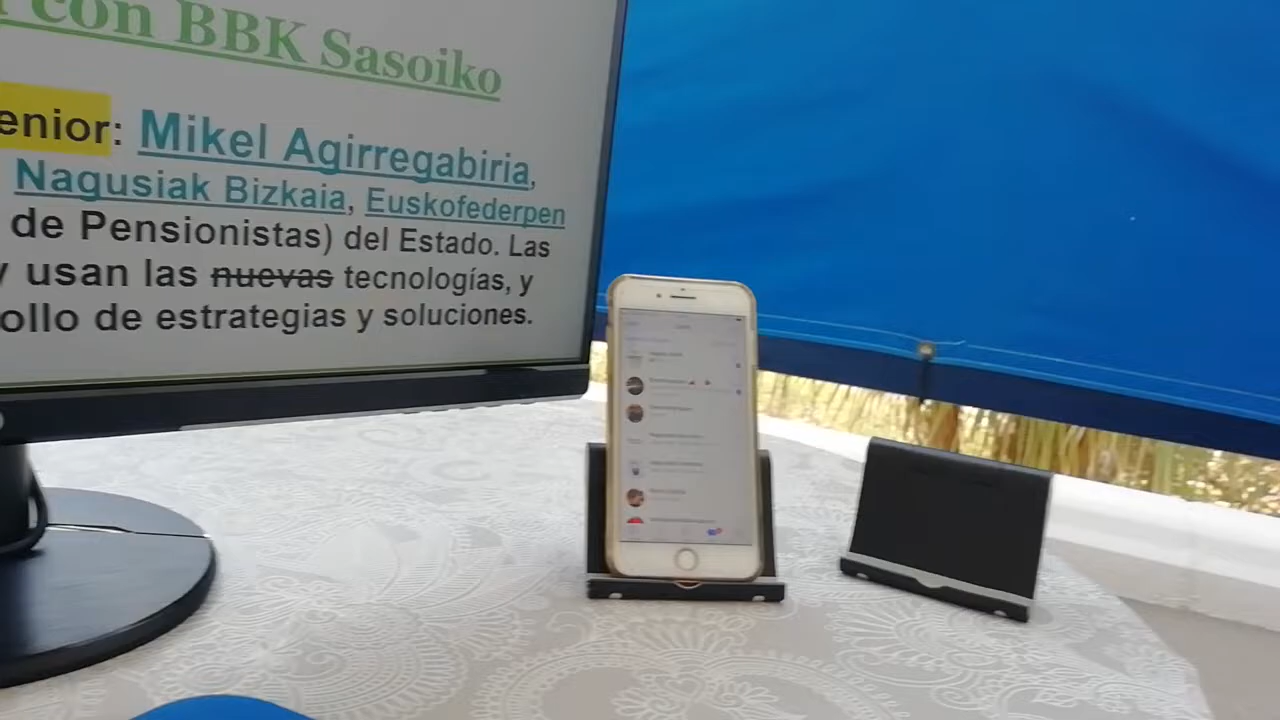 con BBK Sasoiko
enior: Mikel Agirregabiria,
Nagusiak Bizkaia, Euskofederpen
de Pensionistas) del Estado. Las
y usan las nuevas tecnologías, y
ollo de estrategias y soluciones.